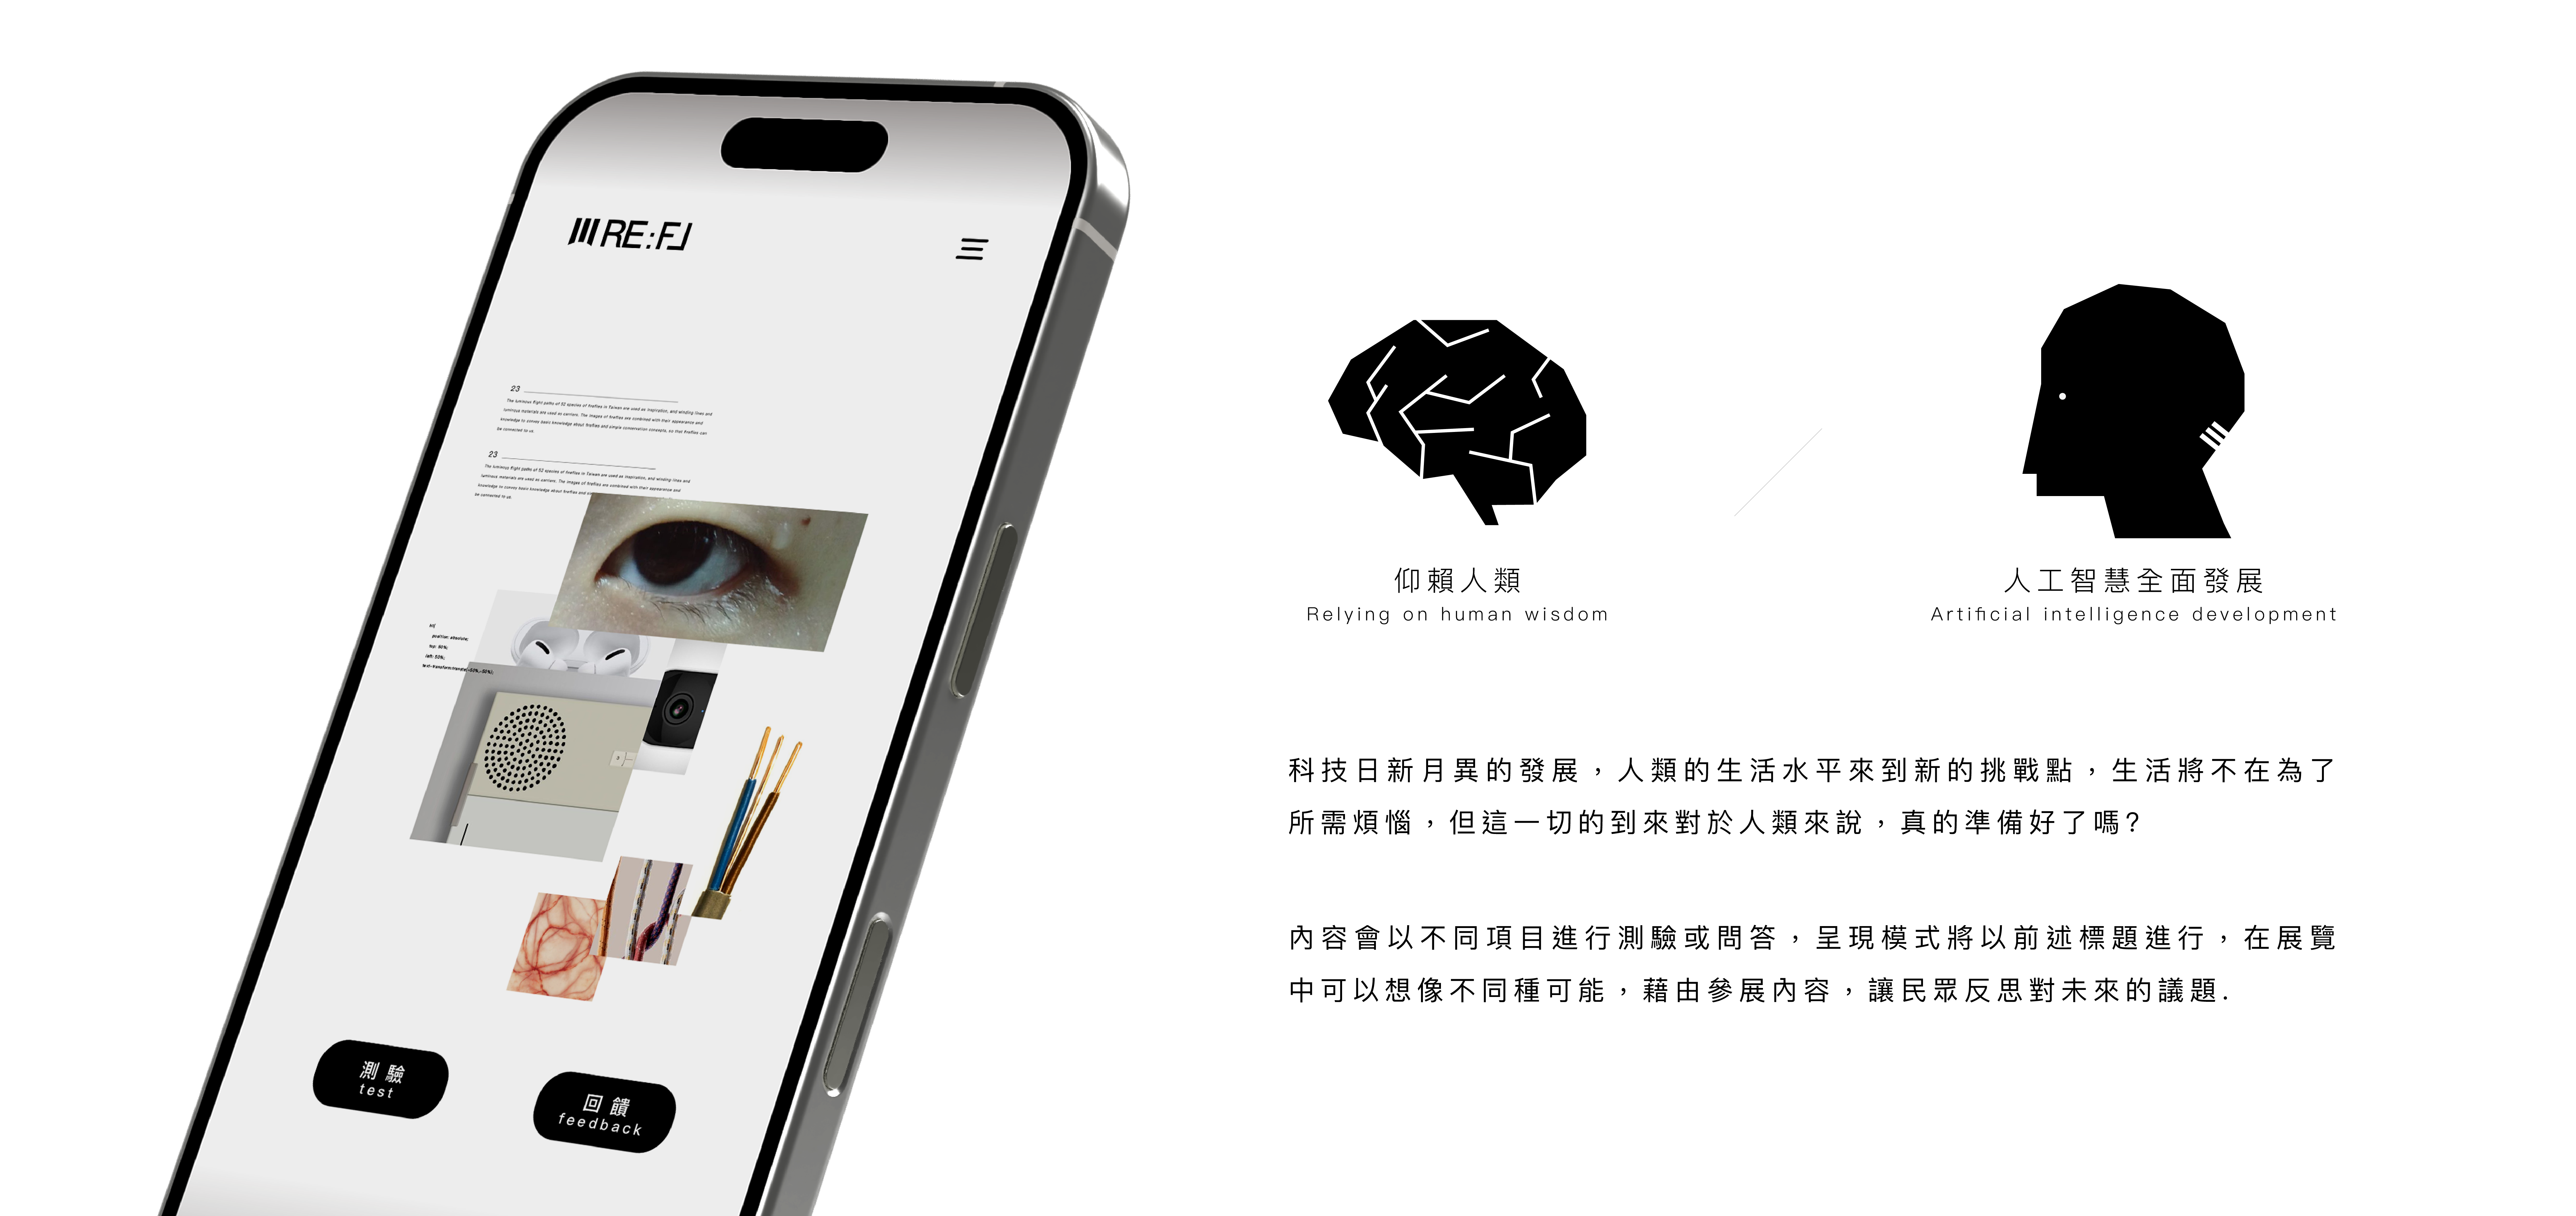 RE:FJ
23
The luminous flight paths of 52 species of fireflies in Taiwan are used as inspiration, and winding lines and
luminous materials are used as carriers. The images of fireflies are combined with their appearance and
knowledge to convey basic knowledge about fireflies and simple conservation concepts, so that fireflies can
be connected to us.
23
The luminous flight paths of 52 species of fireflies in Taiwan are used as inspiration, and winding lines and
luminous materials are used as carriers. The images of fireflies are combined with their appearance and
knowledge to convey basic knowledge about fireflies and
be connected to us.
position: absolute;
top: 50%;
left: 50%;
測驗
test
回饋
feedback
仰賴人類
Relying on human wisdom
人工智慧全面發展
Artificial intelligence development
科技日新月異的發展，人類的生活水平來到新的挑戰點，生活將不在為了
所需煩惱，但這一切的到來對於人類來說，真的準備好了嗎?
內容會以不同項目進行測驗或問答，呈現模式將以前述標題進行，在展覽
中可以想像不同種可能，藉由參展內容，讓民眾反思對未來的議題.